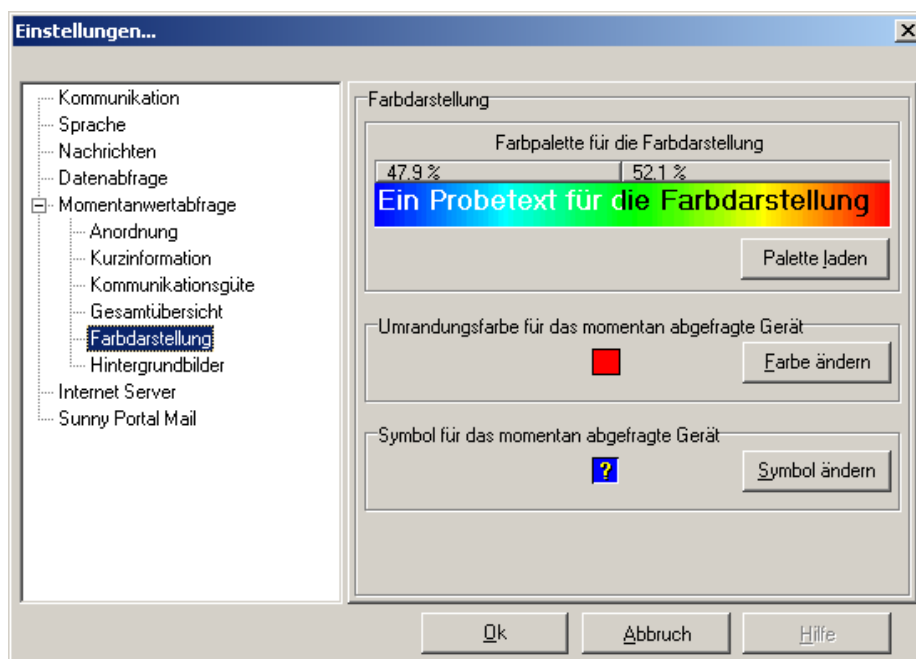 Einstellungen...
Kommunikation
Sprache
Nachrichten
Datenabfrage
Momentanwertabfrage
Anordnung
Kurzinformation
Kommunikationsgüte
Gesamtübersicht
Farbdarstellung
Hintergrundbilder
Internet Server
Sunny Portal Mail
Farbdarstellung
Farbpalette für die Farbdarstellung
47.9 % 52.1 %
Ein Probetext für die Farbdarstellung
Palette laden
Umrandungsfarbe für das momentan abgefragte Gerät
Farbe ändern
Symbol für das momentan abgefragte Gerät
?
Symbol ändern
Ok Abbruch Hilfe